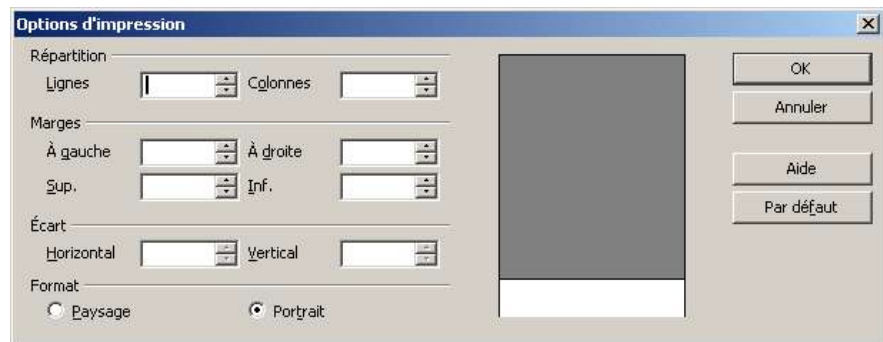 Options d'impression
Répartition
Lignes Colonnes
Marges
À gauche À droite
Sup. Inf.
Écart
Horizontal Vertical
Format
Paysage Portrait
OK
Annuler
Aide
Par défaut